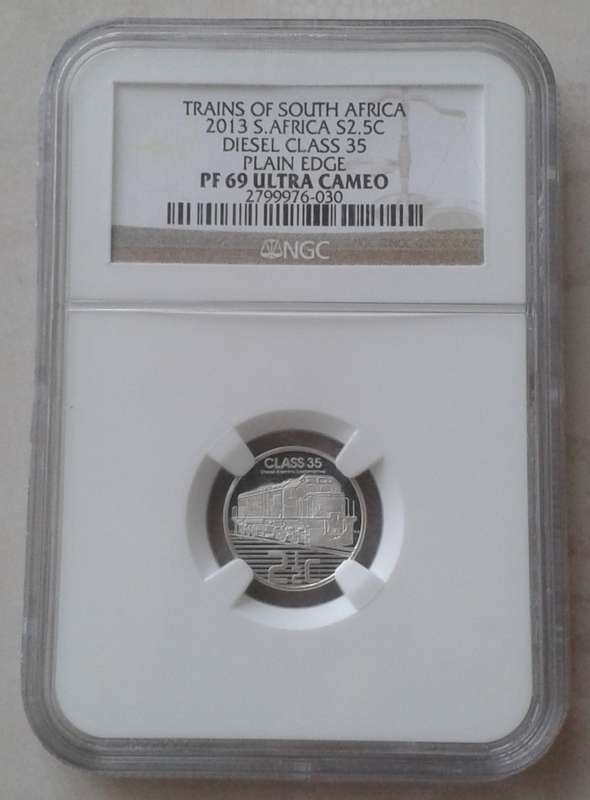 TRAINS OF SOUTH AFRICA
2013 S.AFRICA S2.5C
DIESEL CLASS 35
PLAIN EDGE
PF 69 ULTRA CAMEO
2799976-030
NGC
CLASS 35
2½C